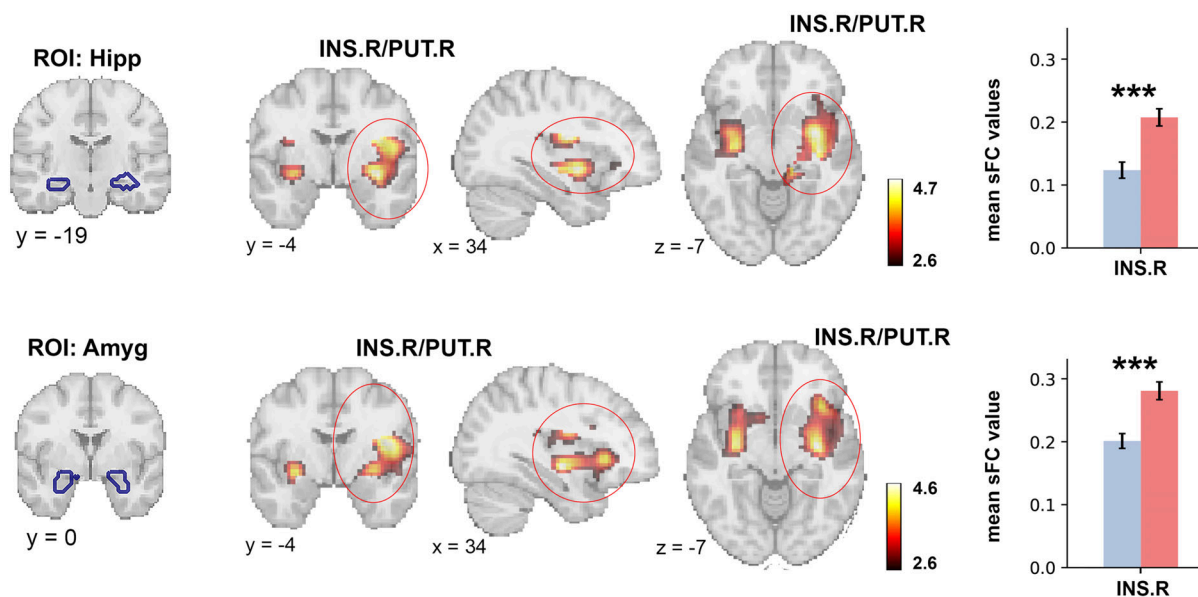 ROI: Hipp
y = -19
INS.R/PUT.R
y = -4
x = 34
INS.R/PUT.R
z = -7
4.7
2.6
mean sFC values
0.3
0.2
0.1
0.0
***
INS.R
ROI: Amyg
y = 0
INS.R/PUT.R
y = -4
x = 34
INS.R/PUT.R
z = -7
4.6
2.6
mean sFC value
0.3
0.2
0.1
0.0
***
INS.R